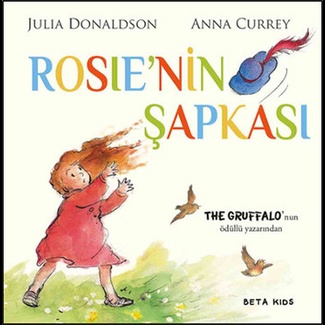 JULIA DONALDSON ANNA CURREY
ROSIE'NİN
ŞAPKASI
THE GRUFFALO'nun
ödüllü yazarından
BETA KIDS